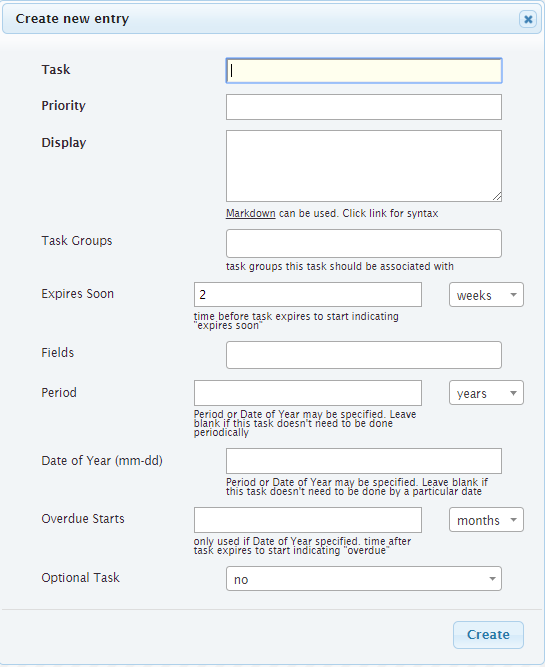 Create new entry
Task
Priority
Display
Markdown can be used. Click link for syntax
Task Groups
task groups this task should be associated with
Expires Soon 2 weeks
time before task expires to start indicating
"expires soon"
Fields
Period years
Period or Date of Year may be specified. Leave
blank if this task doesn't need to be done
periodically
Date of Year (mm-dd)
Period or Date of Year may be specified. Leave blank if
this task doesn't need to be done by a particular date
Overdue Starts months
only used if Date of Year specified. time after
task expires to start indicating "overdue"
Optional Task no
Create